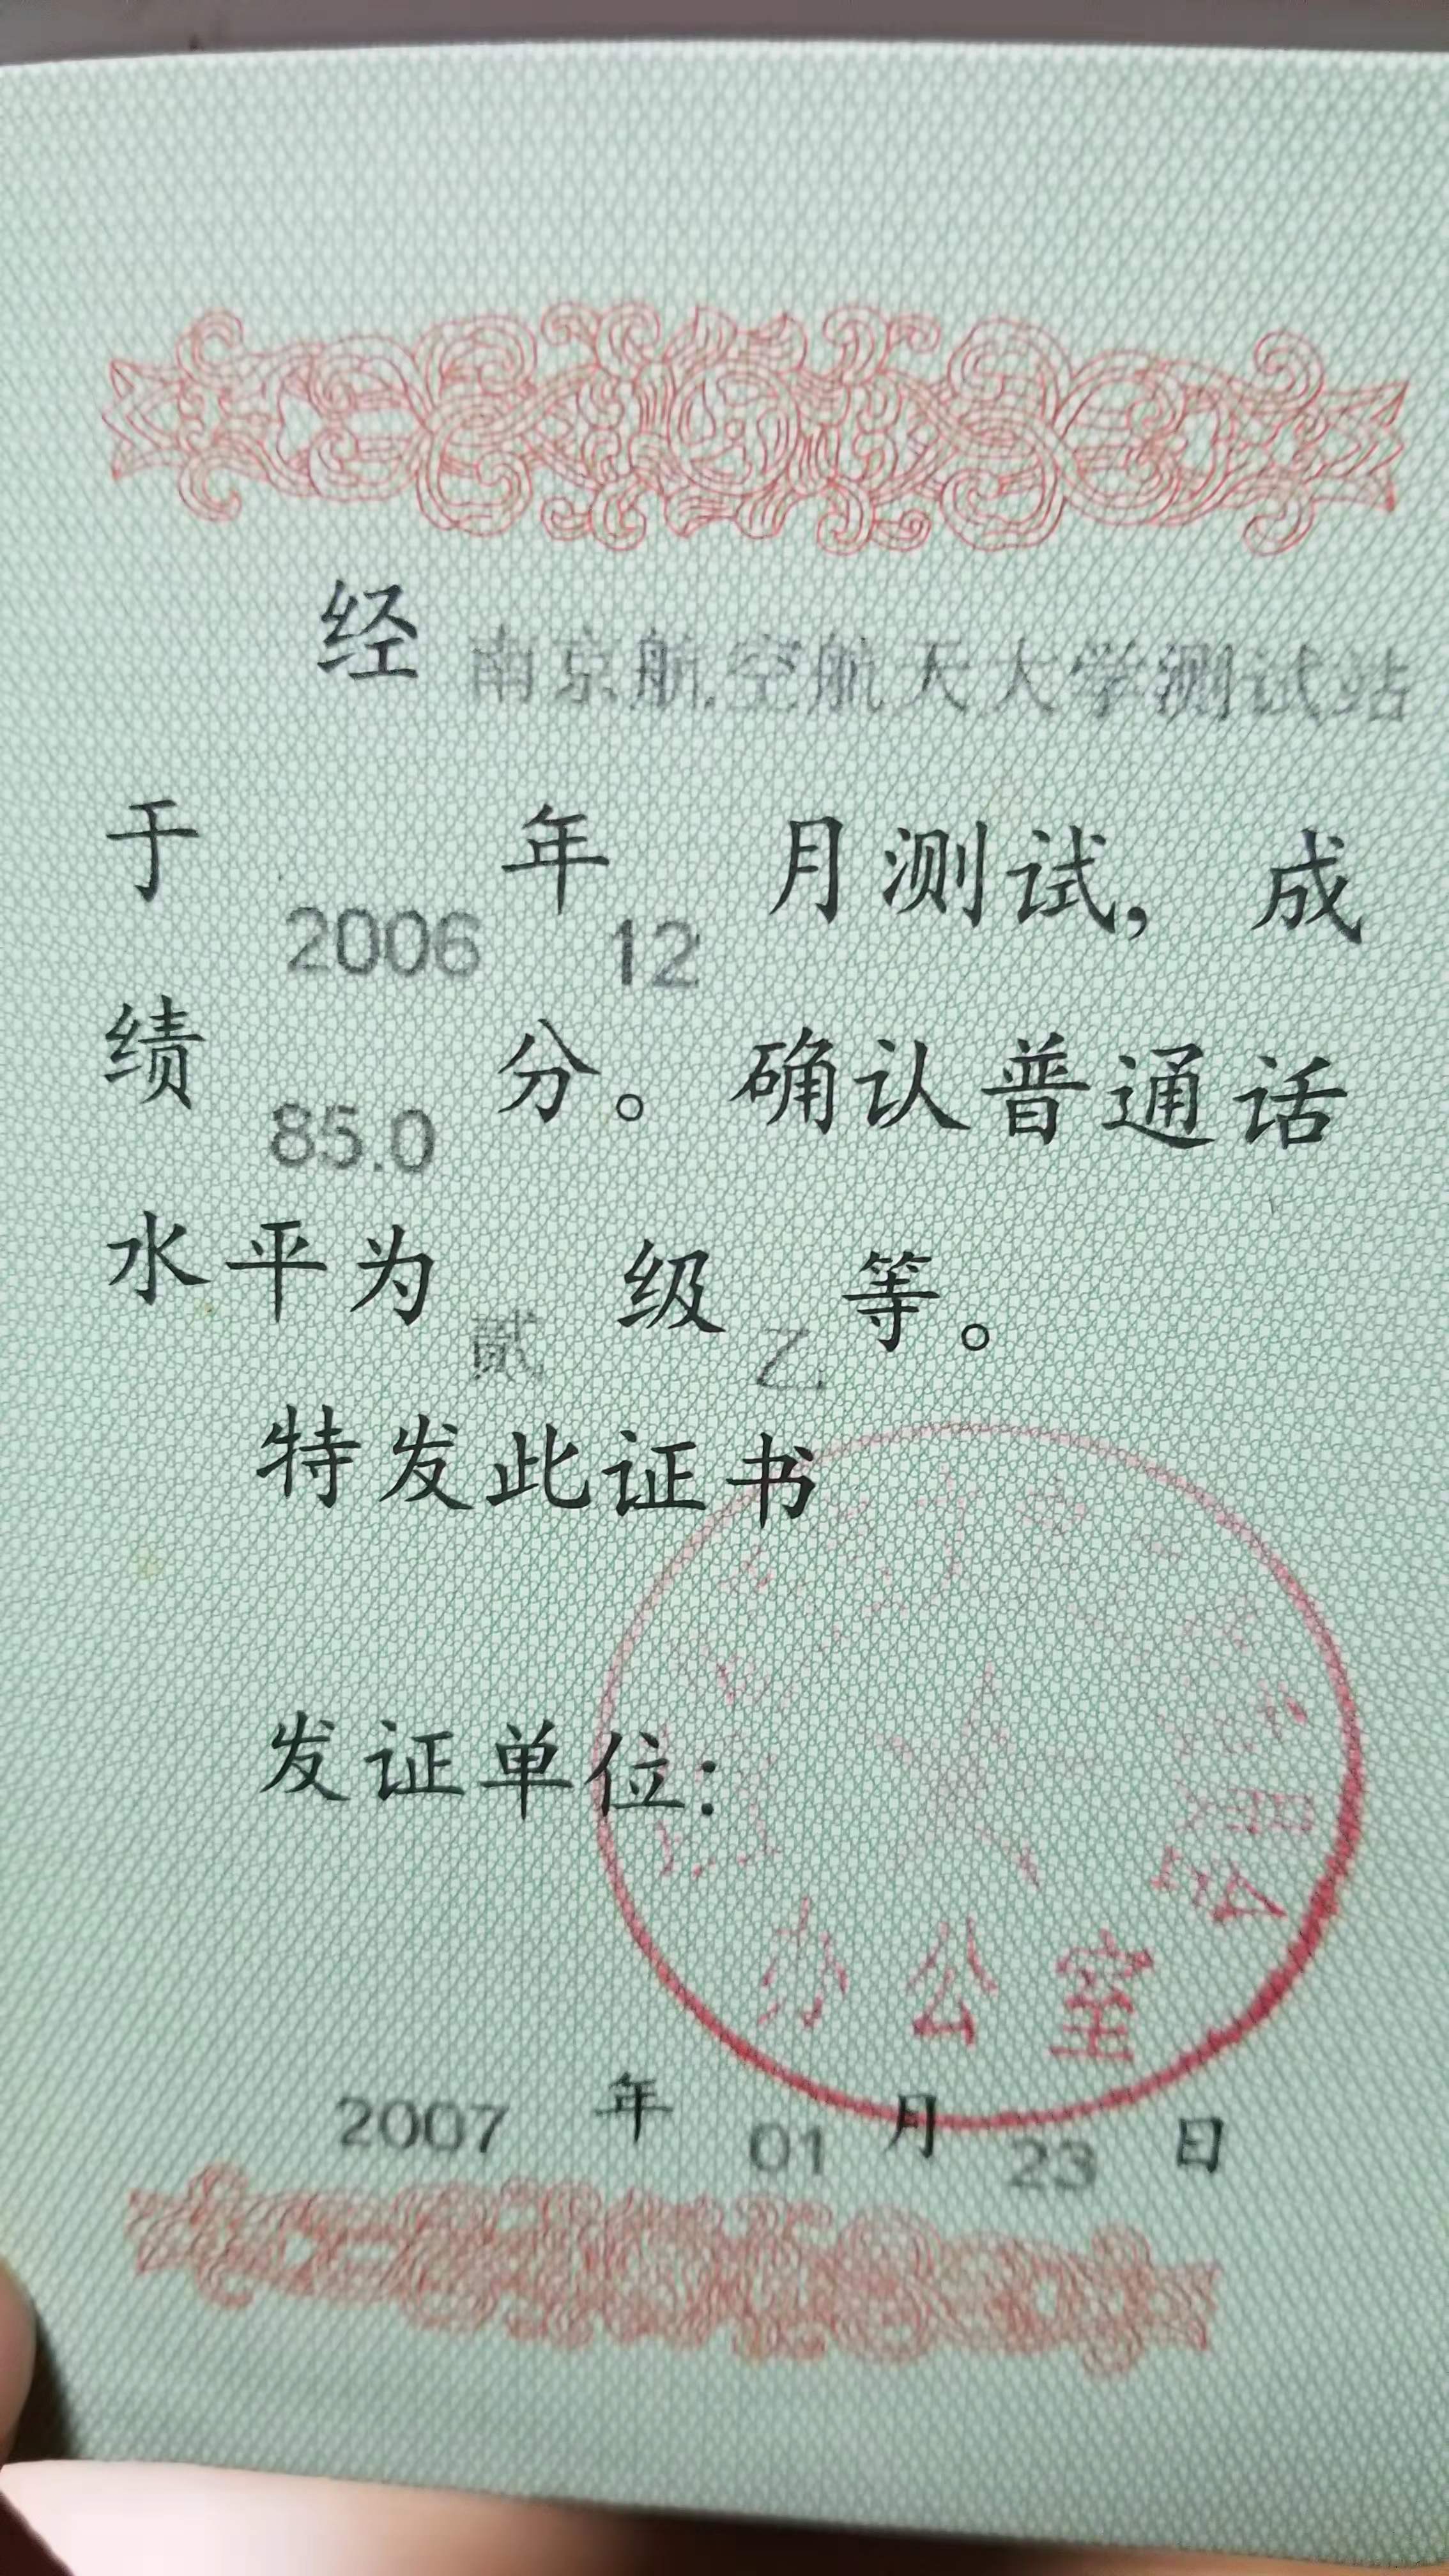 经 南京航空航天大学测试站
于 2006 年 12 月测试，成
绩 85.0 分。确认普通话
水平为 贰 级 乙 等。
特发此证书
发证单位：
办公室
2007 年 01 月 23 日